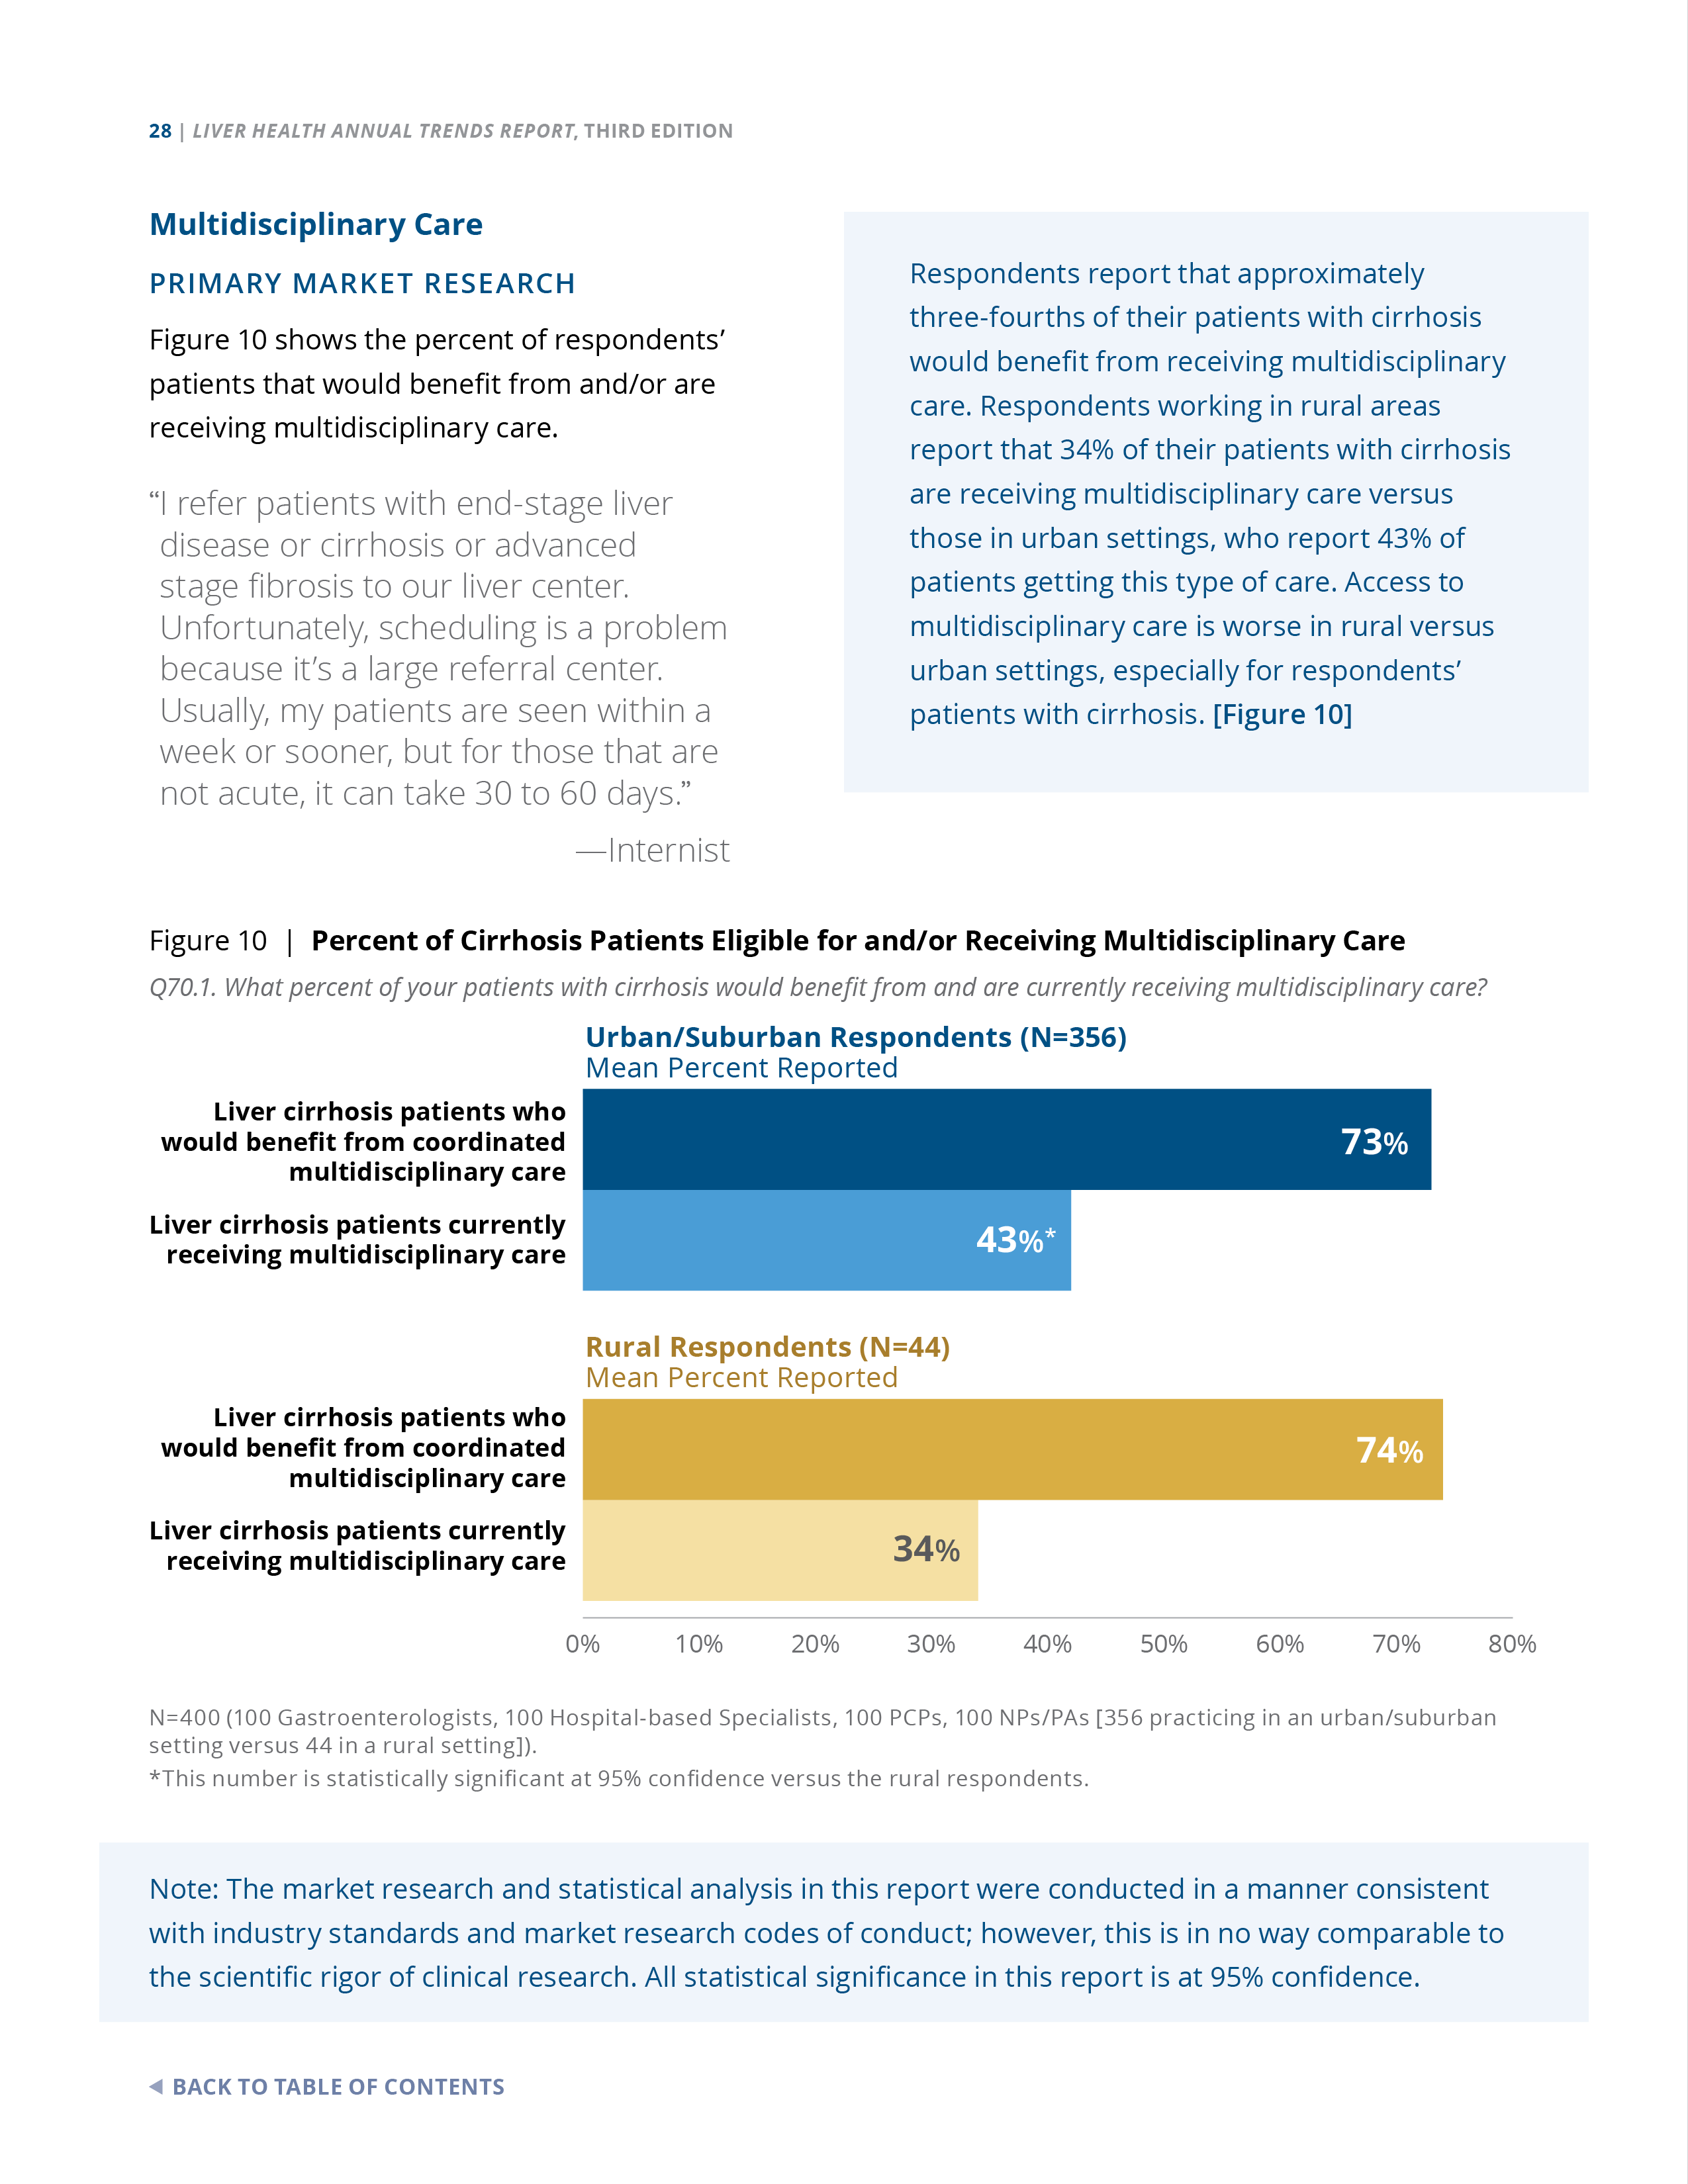 28 | LIVER HEALTH ANNUAL TRENDS REPORT, THIRD EDITION
Multidisciplinary Care
PRIMARY MARKET RESEARCH
Figure 10 shows the percent of respondents’
patients that would benefit from and/or are
receiving multidisciplinary care.
“I refer patients with end-stage liver
disease or cirrhosis or advanced
stage fibrosis to our liver center.
Unfortunately, scheduling is a problem
because it’s a large referral center.
Usually, my patients are seen within a
week or sooner, but for those that are
not acute, it can take 30 to 60 days.”
—Internist
Respondents report that approximately
three-fourths of their patients with cirrhosis
would benefit from receiving multidisciplinary
care. Respondents working in rural areas
report that 34% of their patients with cirrhosis
are receiving multidisciplinary care versus
those in urban settings, who report 43% of
patients getting this type of care. Access to
multidisciplinary care is worse in rural versus
urban settings, especially for respondents’
patients with cirrhosis. [Figure 10]
Figure 10 | Percent of Cirrhosis Patients Eligible for and/or Receiving Multidisciplinary Care
Q70.1. What percent of your patients with cirrhosis would benefit from and are currently receiving multidisciplinary care?
Urban/Suburban Respondents (N=356)
Mean Percent Reported
Liver cirrhosis patients who
would benefit from coordinated
multidisciplinary care
73%
Liver cirrhosis patients currently
receiving multidisciplinary care
43%*
Rural Respondents (N=44)
Mean Percent Reported
Liver cirrhosis patients who
would benefit from coordinated
multidisciplinary care
74%
Liver cirrhosis patients currently
receiving multidisciplinary care
34%
0% 10% 20% 30% 40% 50% 60% 70% 80%
N=400 (100 Gastroenterologists, 100 Hospital-based Specialists, 100 PCPs, 100 NPs/PAs [356 practicing in an urban/suburban
setting versus 44 in a rural setting]).
*This number is statistically significant at 95% confidence versus the rural respondents.
Note: The market research and statistical analysis in this report were conducted in a manner consistent
with industry standards and market research codes of conduct; however, this is in no way comparable to
the scientific rigor of clinical research. All statistical significance in this report is at 95% confidence.
◀ BACK TO TABLE OF CONTENTS